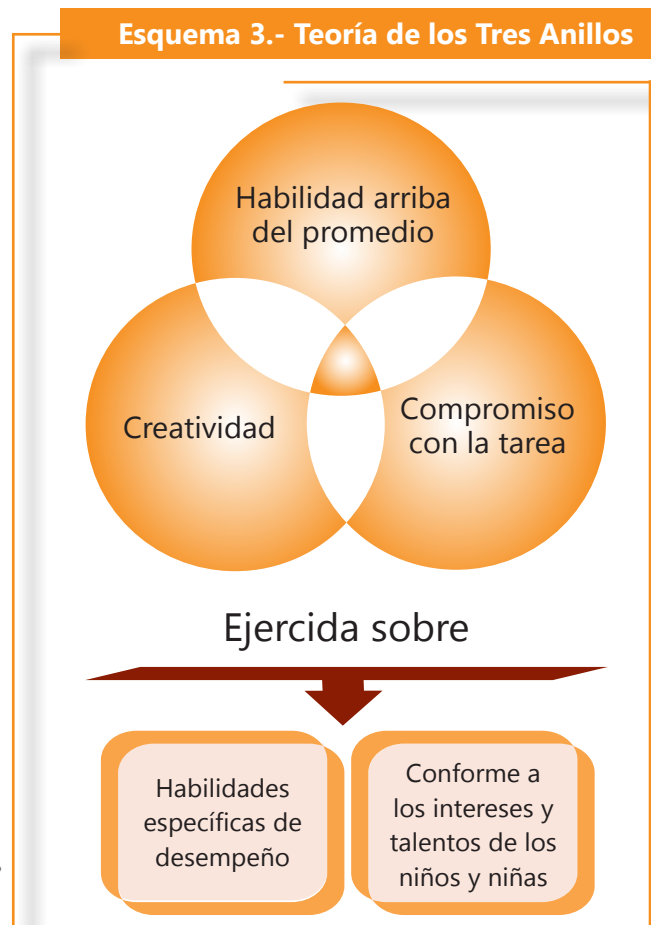 Esquema 3.- Teoría de los Tres Anillos
Habilidad arriba
del promedio
Creatividad
Compromiso
con la tarea
Ejercida sobre
Habilidades
específicas de
desempeño
Conforme a
los intereses y
talentos de los
niños y niñas